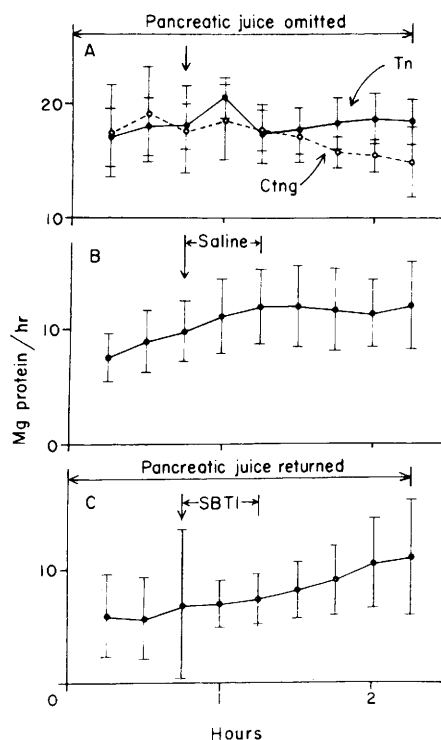 Pancreatic juice omitted
A
Tn
20
Ctng
10
Saline
B
10
Mg protein/hr
0
Pancreatic juice returned
C
SBTI
10
0
1
2
Hours